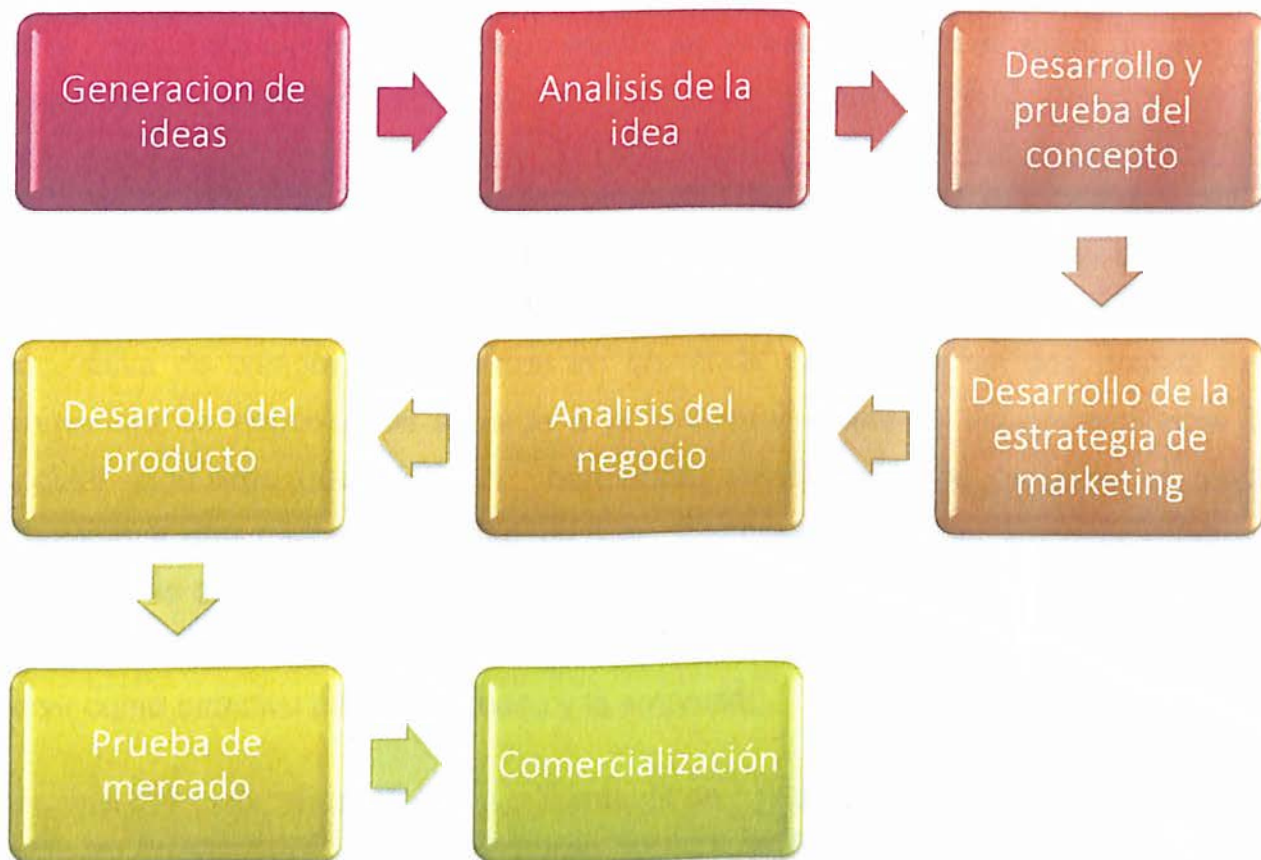 Generacion de
ideas
Analisis de la
idea
Desarrollo y
prueba del
concepto
Desarrollo de la
estrategia de
marketing
Analisis del
negocio
Desarrollo del
producto
Prueba de
mercado
Comercialización